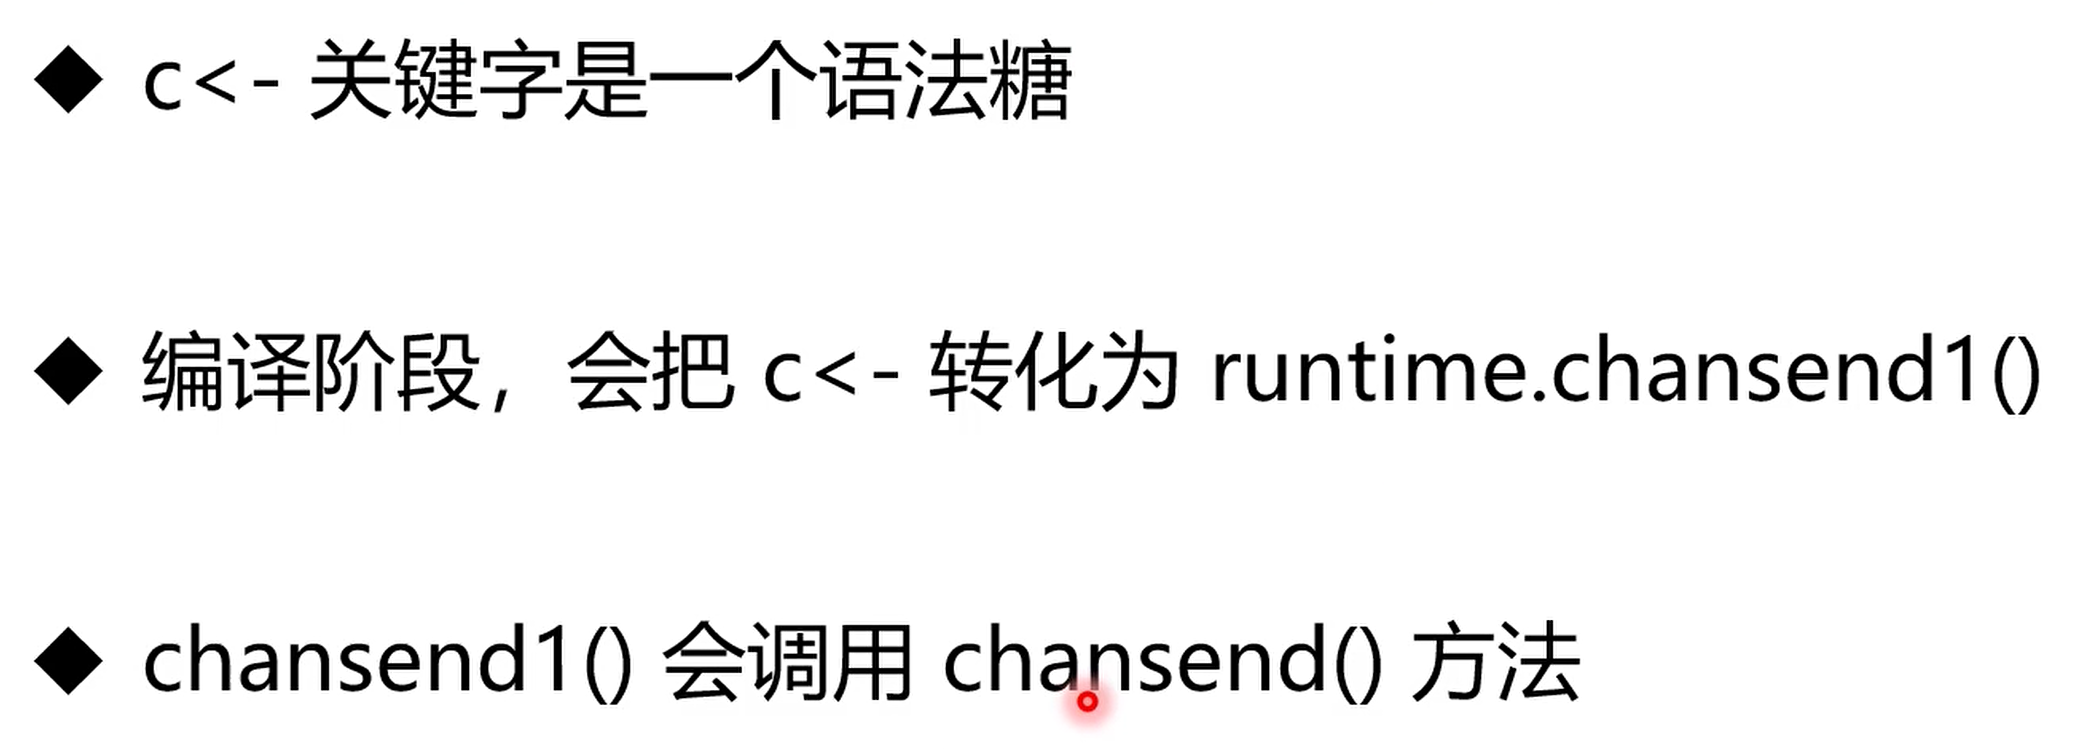 ◆ c<- 关键字是一个语法糖
◆ 编译阶段，会把 c<- 转化为 runtime.chansend1()
◆ chansend1() 会调用 chansend() 方法